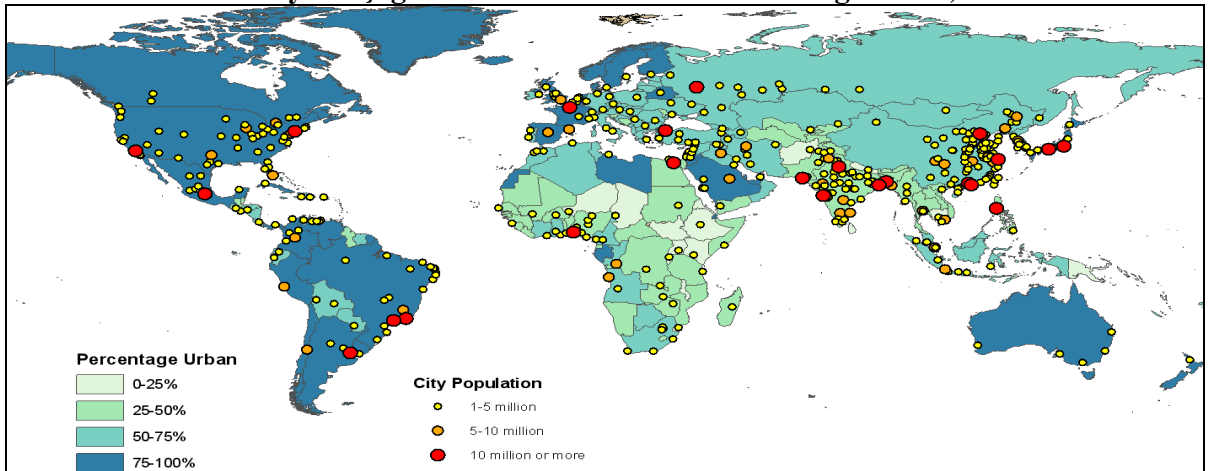 Percentage Urban
0-25%
25-50%
50-75%
75-100%
City Population
1-5 million
5-10 million
10 million or more